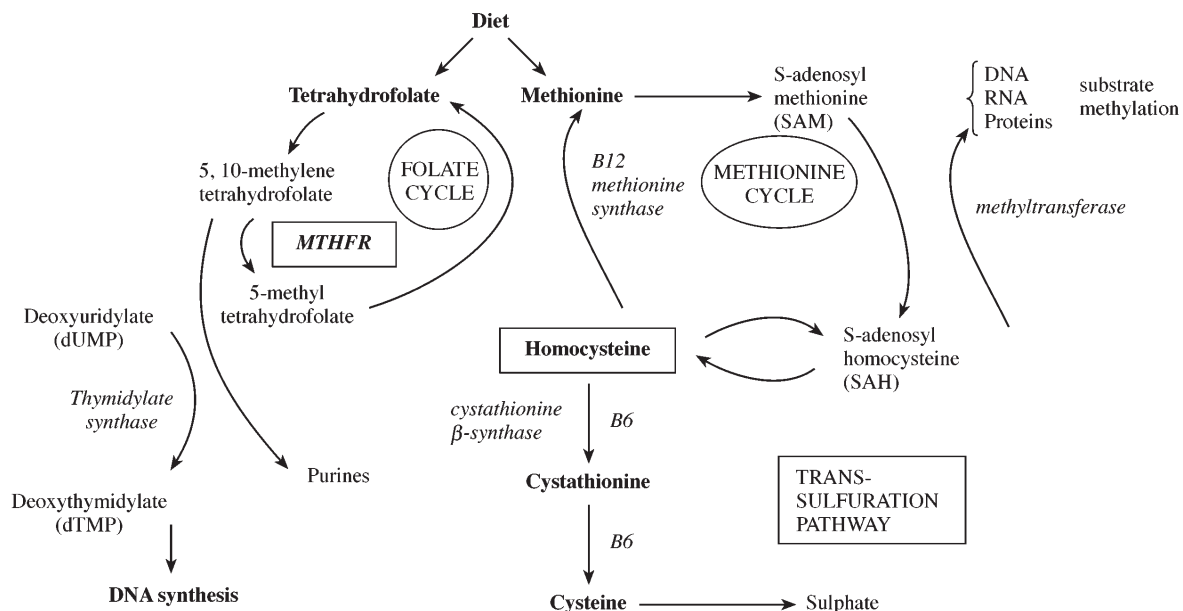 Diet
Tetrahydrofolate
Methionine
S-adenosyl
methionine
(SAM)
DNA
RNA
Proteins
substrate
methylation
5, 10-methylene
tetrahydrofolate
FOLATE
CYCLE
B12
methionine
synthase
METHIONINE
CYCLE
methyltransferase
MTHFR
5-methyl
tetrahydrofolate
Deoxyuridylate
(dUMP)
Homocysteine
S-adenosyl
homocysteine
(SAH)
Thymidylate
synthase
cystathionine
β-synthase
B6
Purines
Cystathionine
TRANS-
SULFURATION
PATHWAY
Deoxythymidylate
(dTMP)
B6
DNA synthesis
Cysteine
Sulphate